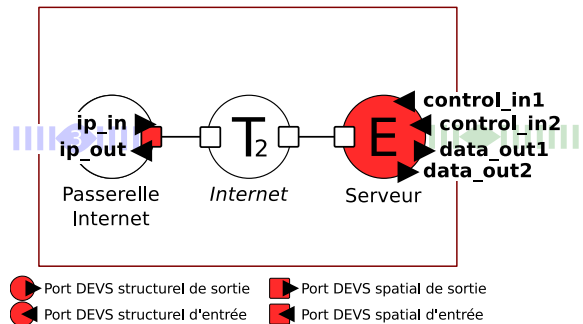 control_in1
ip_in
control_in2
3
T2
E
ip_out
data_out1
data_out2
Passerelle
Internet
Internet
Serveur
Port DEVS structurel de sortie
Port DEVS spatial de sortie
Port DEVS structurel d'entrée
Port DEVS spatial d'entrée